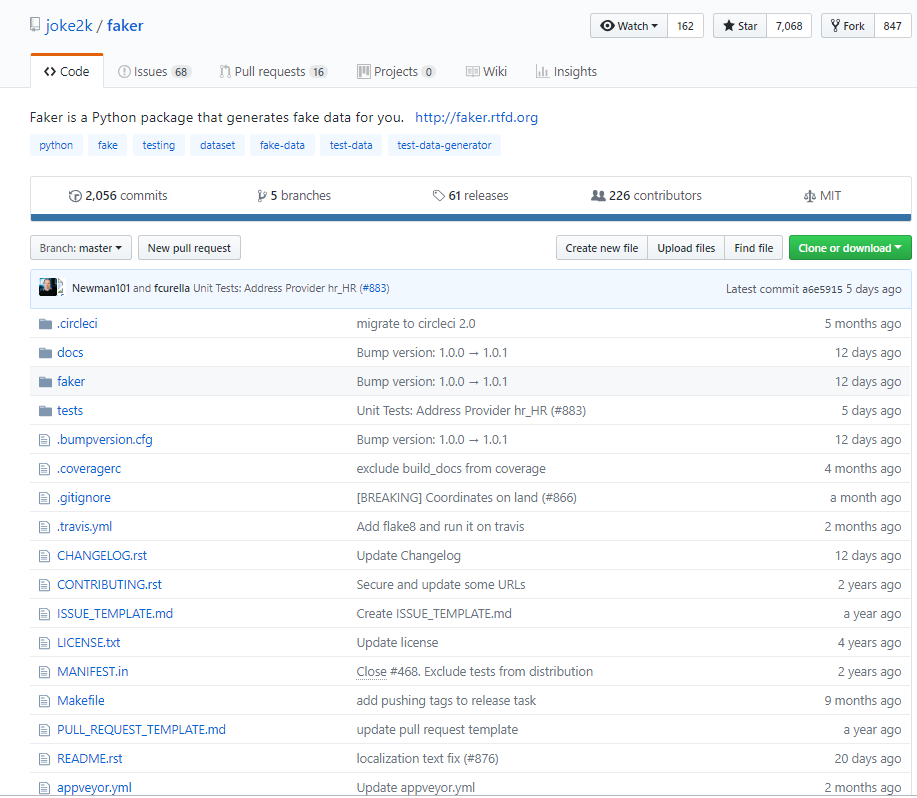 joke2k / faker Watch 162 Star 7,068 Fork 847
Code Issues 68 Pull requests 16 Projects 0 Wiki Insights
Faker is a Python package that generates fake data for you. http://faker.rtfd.org
python fake testing dataset fake-data test-data test-data-generator
2,056 commits 5 branches 61 releases 226 contributors MIT
Branch: master New pull request Create new file Upload files Find file Clone or download
Newman101 and fcurella Unit Tests: Address Provider hr_HR (#883) Latest commit a6e5915 5 days ago
.circleci migrate to circleci 2.0 5 months ago
docs Bump version: 1.0.0 → 1.0.1 12 days ago
faker Bump version: 1.0.0 → 1.0.1 12 days ago
tests Unit Tests: Address Provider hr_HR (#883) 5 days ago
.bumpversion.cfg Bump version: 1.0.0 → 1.0.1 12 days ago
.coveragerc exclude build_docs from coverage 4 months ago
.gitignore [BREAKING] Coordinates on land (#866) a month ago
.travis.yml Add flake8 and run it on travis 2 months ago
CHANGELOG.rst Update Changelog 12 days ago
CONTRIBUTING.rst Secure and update some URLs 2 years ago
ISSUE_TEMPLATE.md Create ISSUE_TEMPLATE.md a year ago
LICENSE.txt Update license 4 years ago
MANIFEST.in Close #468. Exclude tests from distribution 2 years ago
Makefile add pushing tags to release task 9 months ago
PULL_REQUEST_TEMPLATE.md update pull request template a year ago
README.rst localization text fix (#876) 20 days ago
appveyor.yml Update appveyor.yml 2 months ago